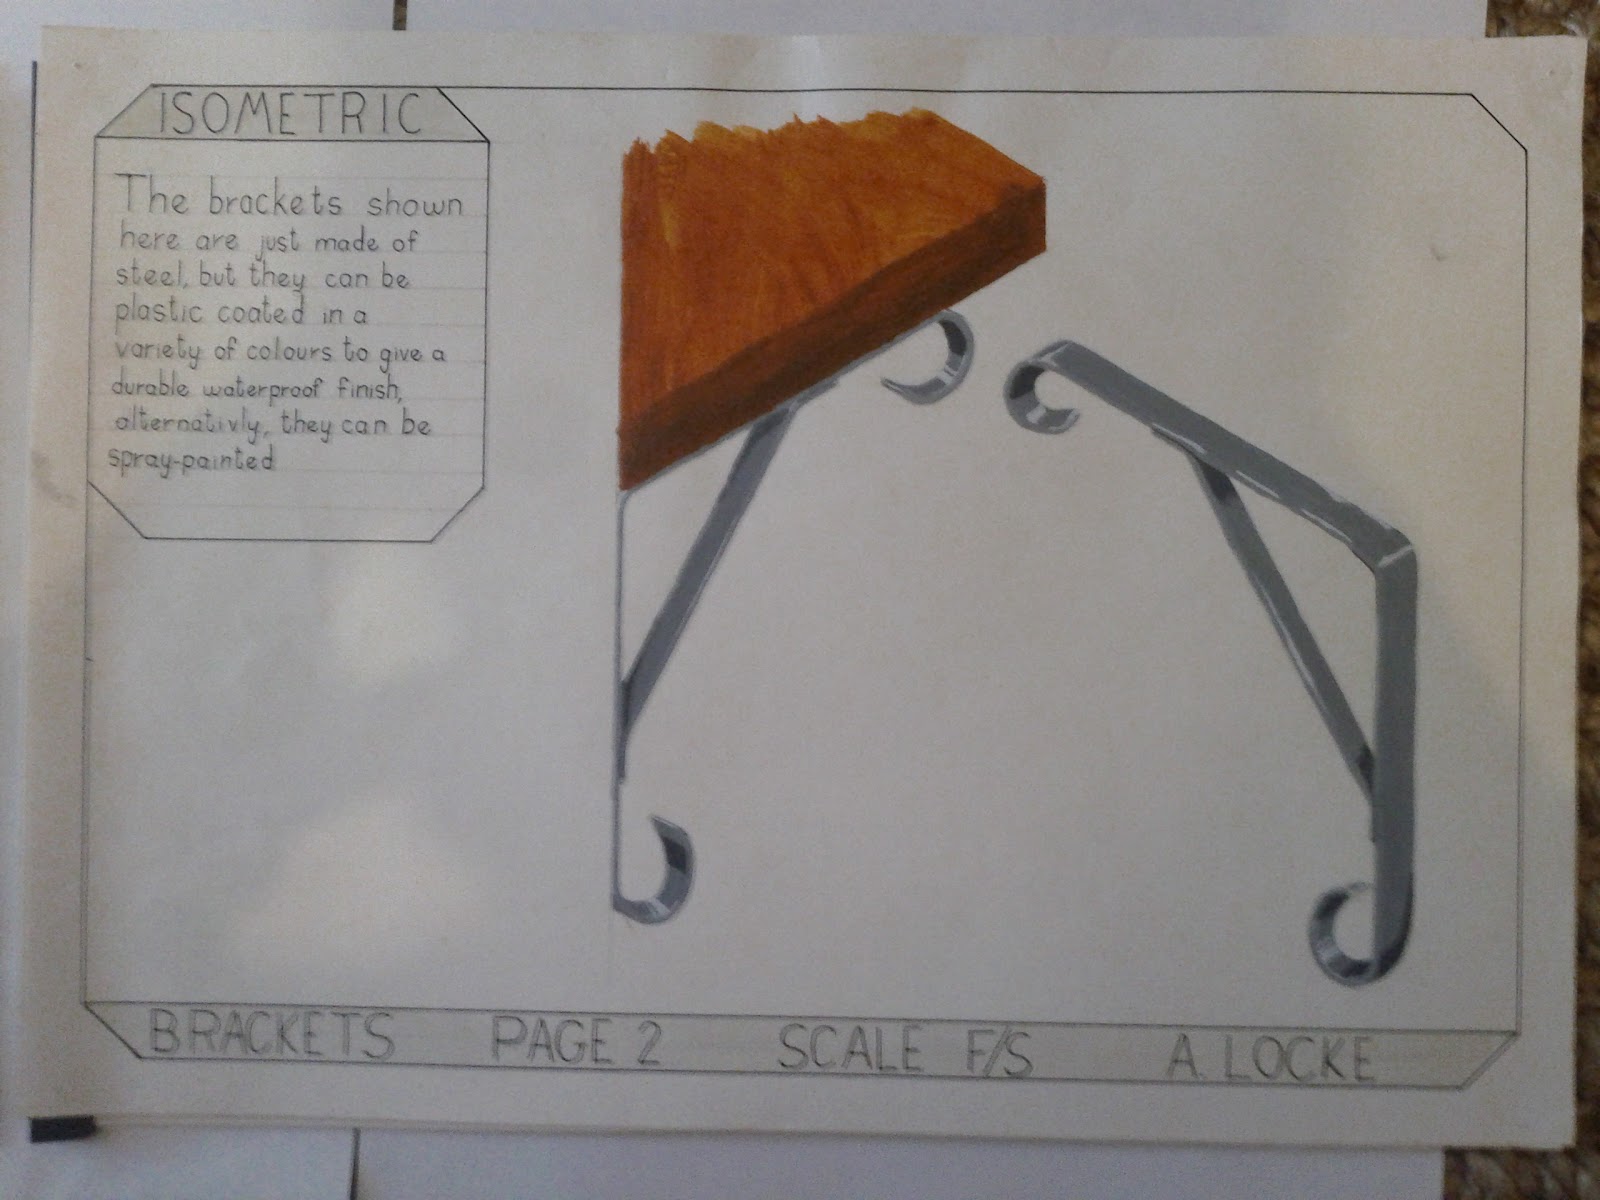 ISOMETRIC
The brackets shown
here are just made of
steel, but they can be
plastic coated in a
variety of colours to give a
durable waterproof finish,
alternativly, they can be
spray-painted
BRACKETS PAGE 2 SCALE F/S A. LOCKE